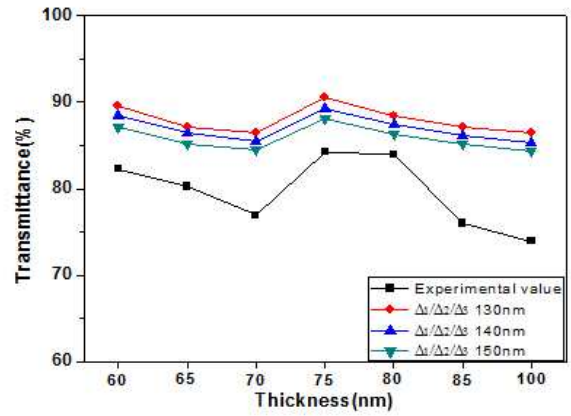 Transmittance(%)
100
90
80
70
60
60 65 70 75 80 85 100
Thickness(nm)
Experimental value
Δ1/Δ2/Δ3 130nm
Δ1/Δ2/Δ3 140nm
Δ1/Δ2/Δ3 150nm